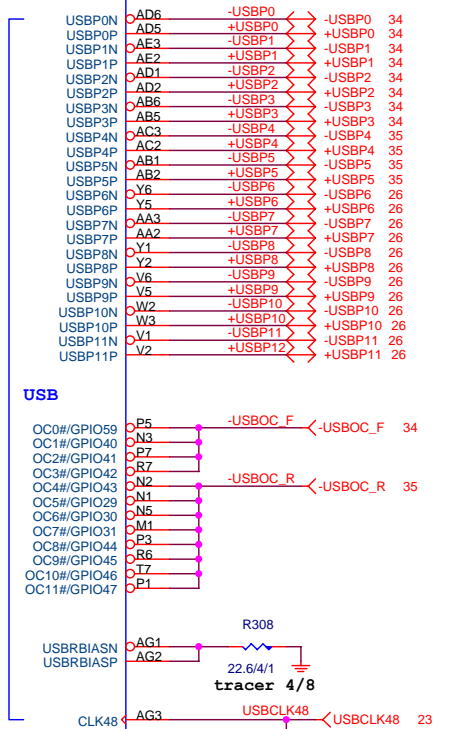 USBP0N AD6 -USBP0 -USBP0 34
USBP0P AD5 +USBP0 +USBP0 34
USBP1N AE3 -USBP1 -USBP1 34
USBP1P AE2 +USBP1 +USBP1 34
USBP2N AD1 -USBP2 -USBP2 34
USBP2P AD2 +USBP2 +USBP2 34
USBP3N AB6 -USBP3 -USBP3 34
USBP3P AB5 +USBP3 +USBP3 34
USBP4N AC3 -USBP4 -USBP4 35
USBP4P AC2 +USBP4 +USBP4 35
USBP5N AB1 -USBP5 -USBP5 35
USBP5P AB2 +USBP5 +USBP5 35
USBP6N Y6 -USBP6 -USBP6 26
USBP6P Y5 +USBP6 +USBP6 26
USBP7N AA3 -USBP7 -USBP7 26
USBP7P AA2 +USBP7 +USBP7 26
USBP8N Y1 -USBP8 -USBP8 26
USBP8P Y2 +USBP8 +USBP8 26
USBP9N V6 -USBP9 -USBP9 26
USBP9P V5 +USBP9 +USBP9 26
USBP10N W2 -USBP10 -USBP10 26
USBP10P W3 +USBP10 +USBP10 26
USBP11N V1 -USBP11 -USBP11 26
USBP11P V2 +USBP12 +USBP11 26
USB
OC0#/GPIO59 P5 -USBOC_F -USBOC_F 34
OC1#/GPIO40 N3
OC2#/GPIO41 P7
OC3#/GPIO42 R7
OC4#/GPIO43 N2 -USBOC_R -USBOC_R 35
OC5#/GPIO29 N1
OC6#/GPIO30 N5
OC7#/GPIO31 M1
OC8#/GPIO44 P3
OC9#/GPIO45 R6
OC10#/GPIO46 T7
OC11#/GPIO47 P1
R308
USBRBIASN AG1
USBRBIASP AG2
22.6/4/1
tracer 4/8
CLK48 AG3 USBCLK48 USBCLK48 23